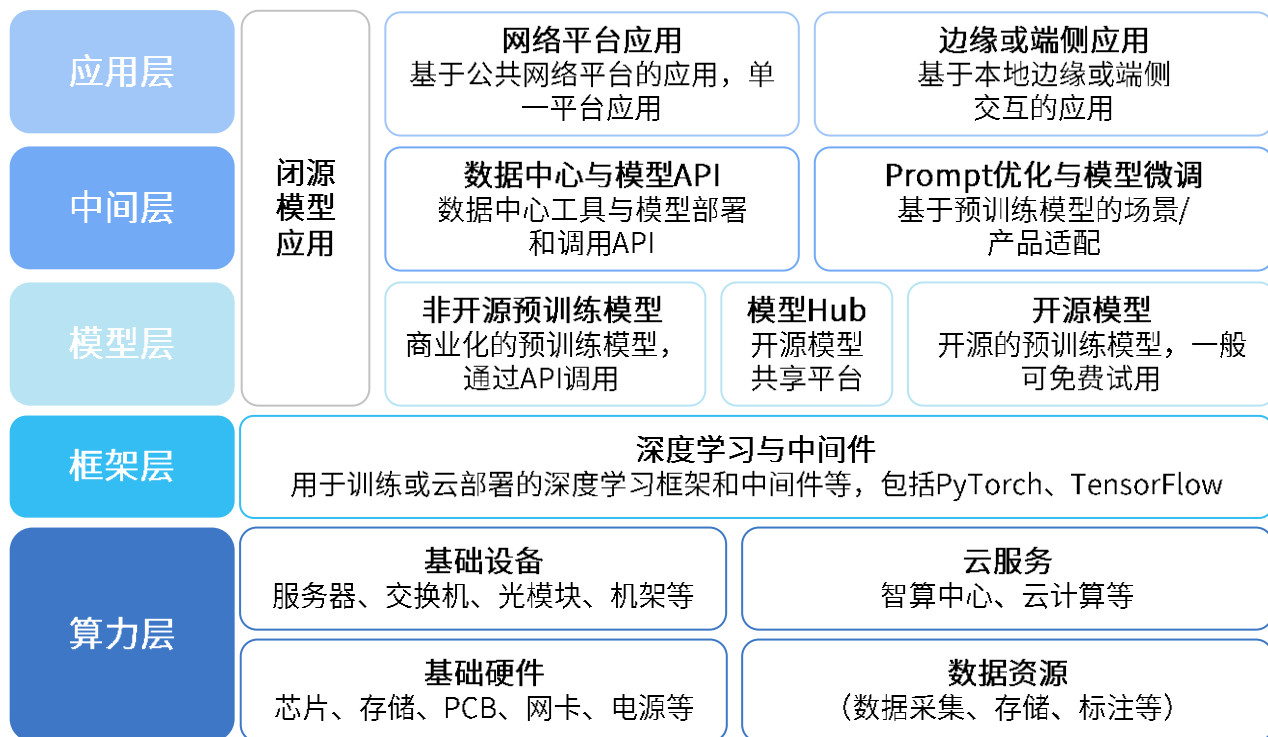 应用层
闭源
模型
应用
网络平台应用
基于公共网络平台的应用，单
一平台应用
边缘或端侧应用
基于本地边缘或端侧
交互的应用
中间层
数据中心与模型API
数据中心工具与模型部署
和调用API
Prompt优化与模型微调
基于预训练模型的场景/
产品适配
模型层
非开源预训练模型
商业化的预训练模型，
通过API调用
模型Hub
开源模型
共享平台
开源模型
开源的预训练模型，一般
可免费试用
框架层
深度学习与中间件
用于训练或云部署的深度学习框架和中间件等，包括PyTorch、TensorFlow
算力层
基础设备
服务器、交换机、光模块、机架等
云服务
智算中心、云计算等
基础硬件
芯片、存储、PCB、网卡、电源等
数据资源
（数据采集、存储、标注等）